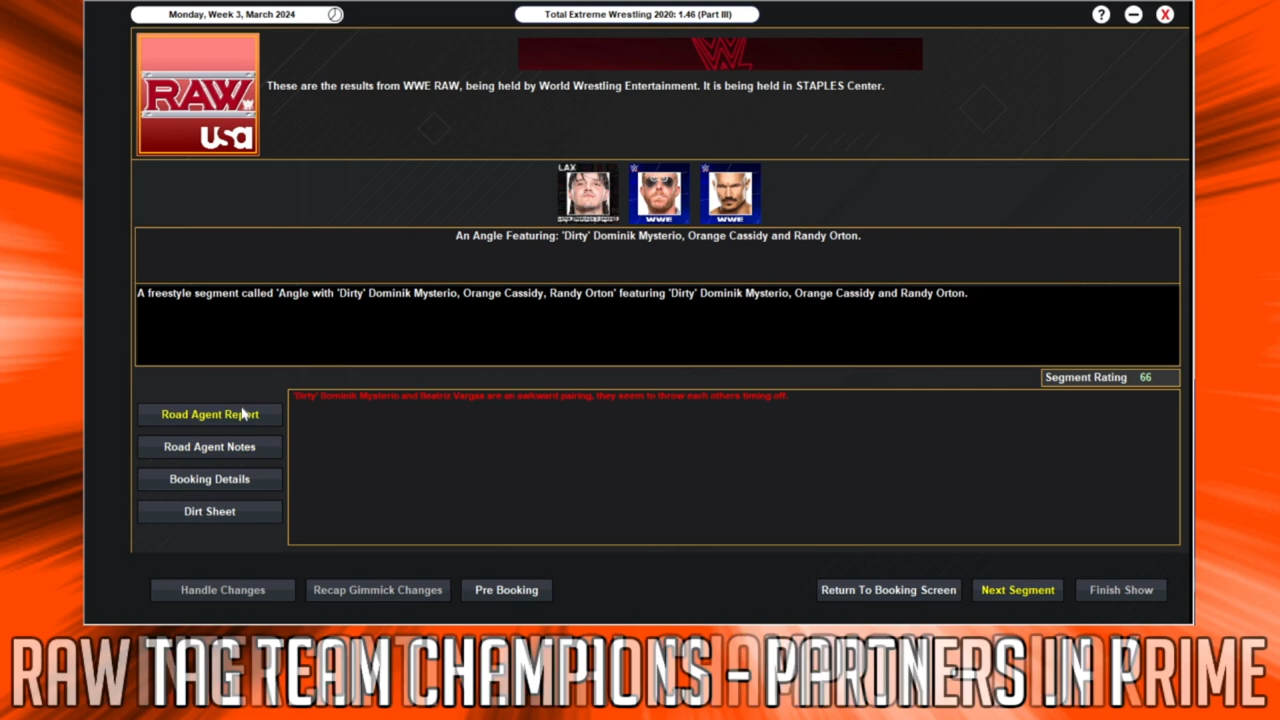 Monday, Week 3, March 2024
Total Extreme Wrestling 2020: 1.46 (Part III)
?
X
RAW
usa
These are the results from WWE RAW, being held by World Wrestling Entertainment. It is being held in STAPLES Center.
LAX
WWE
WWE
An Angle Featuring: 'Dirty' Dominik Mysterio, Orange Cassidy and Randy Orton.
A freestyle segment called 'Angle with 'Dirty' Dominik Mysterio, Orange Cassidy, Randy Orton' featuring 'Dirty' Dominik Mysterio, Orange Cassidy and Randy Orton.
Segment Rating 66
'Dirty' Dominik Mysterio and Beatriz Vargas are an awkward pairing, they seem to throw each others timing off.
Road Agent Report
Road Agent Notes
Booking Details
Dirt Sheet
Handle Changes
Recap Gimmick Changes
Pre Booking
Return To Booking Screen
Next Segment
Finish Show
RAW TAG TEAM CHAMPIONS - PARTNERS IN PRIME